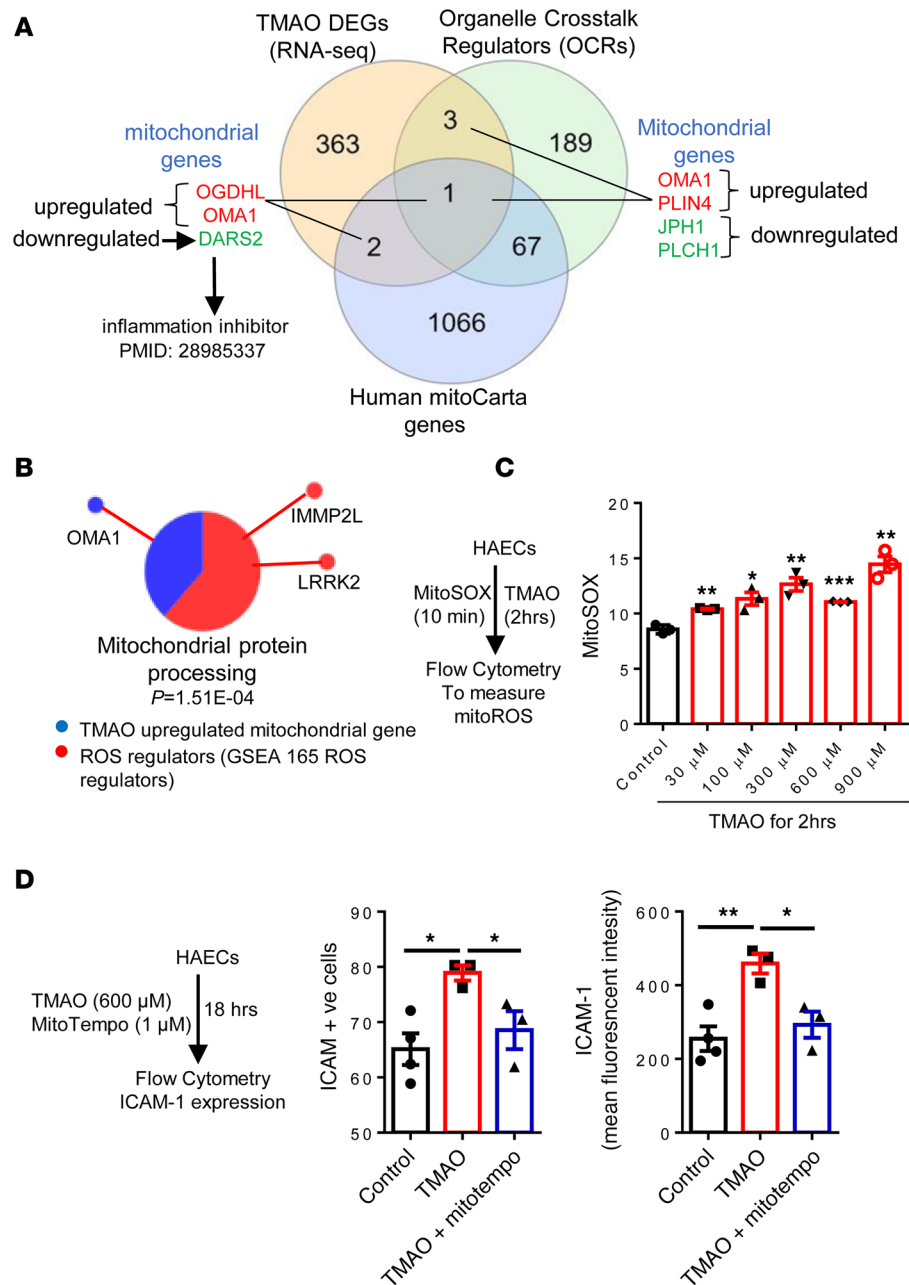 A
TMAO DEGs
(RNA-seq)
Organelle Crosstalk
Regulators (OCRs)
363
3
189
1
2
67
1066
Human mitoCarta
genes
mitochondrial
genes
upregulated
OGDHL
OMA1
downregulated
DARS2
inflammation inhibitor
PMID: 28985337
Mitochondrial
genes
OMA1
PLIN4
upregulated
JPH1
PLCH1
downregulated
B
OMA1
IMMP2L
LRRK2
Mitochondrial protein
processing
P=1.51E-04
TMAO upregulated mitochondrial gene
ROS regulators (GSEA 165 ROS
regulators)
C
HAECs
MitoSOX
(10 min)
TMAO
(2hrs)
Flow Cytometry
To measure
mitoROS
MitoSOX
20
15
10
5
0
**
*
**
***
**
Control
30 µM
100 µM
300 µM
600 µM
900 µM
TMAO for 2hrs
D
HAECs
TMAO (600 µM)
MitoTempo (1 µM)
18 hrs
Flow Cytometry
ICAM-1 expression
ICAM + ve cells
90
80
70
60
50
*
*
Control
TMAO
TMAO + mitotempo
ICAM-1
(mean fluoresncent intesity)
600
400
200
0
**
*
Control
TMAO
TMAO + mitotempo